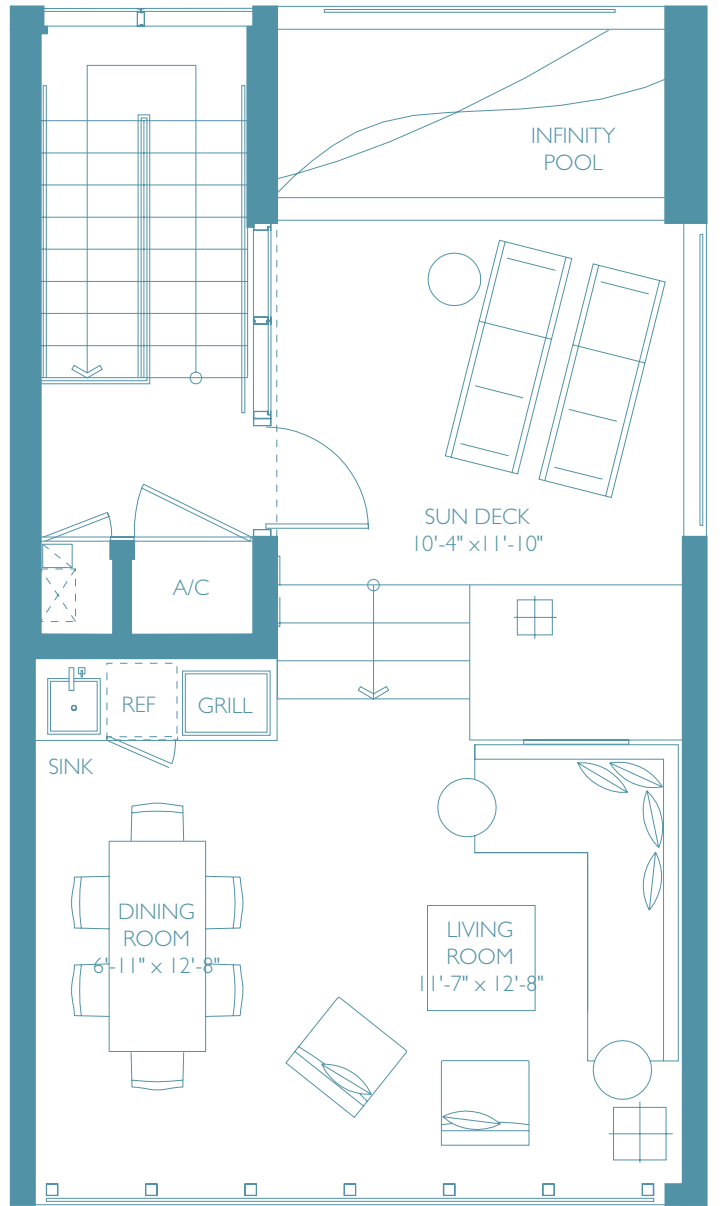 INFINITY
POOL
SUN DECK
10'-4" x11'-10"
A/C
REF
GRILL
SINK
DINING
ROOM
6'-11" x 12'-8"
LIVING
ROOM
11'-7" x 12'-8"